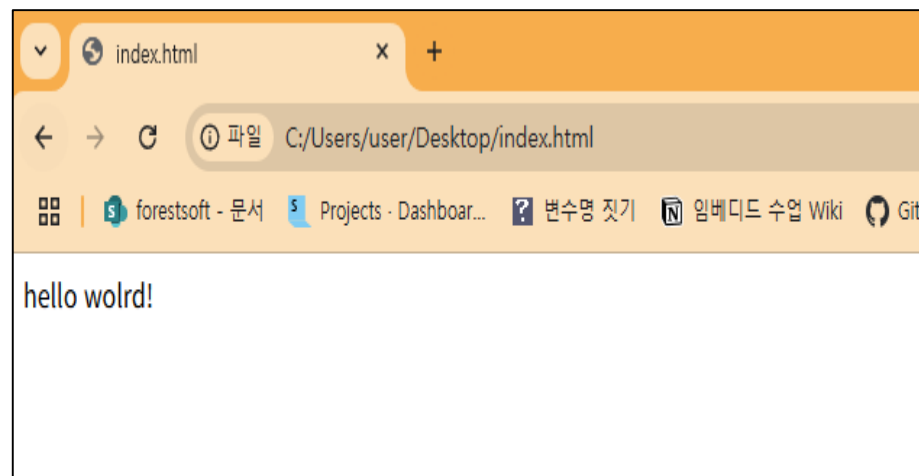 index.html
파일 C:/Users/user/Desktop/index.html
forestsoft - 문서 Projects · Dashboar... 변수명 짓기 임베디드 수업 Wiki Git
hello wolrd!